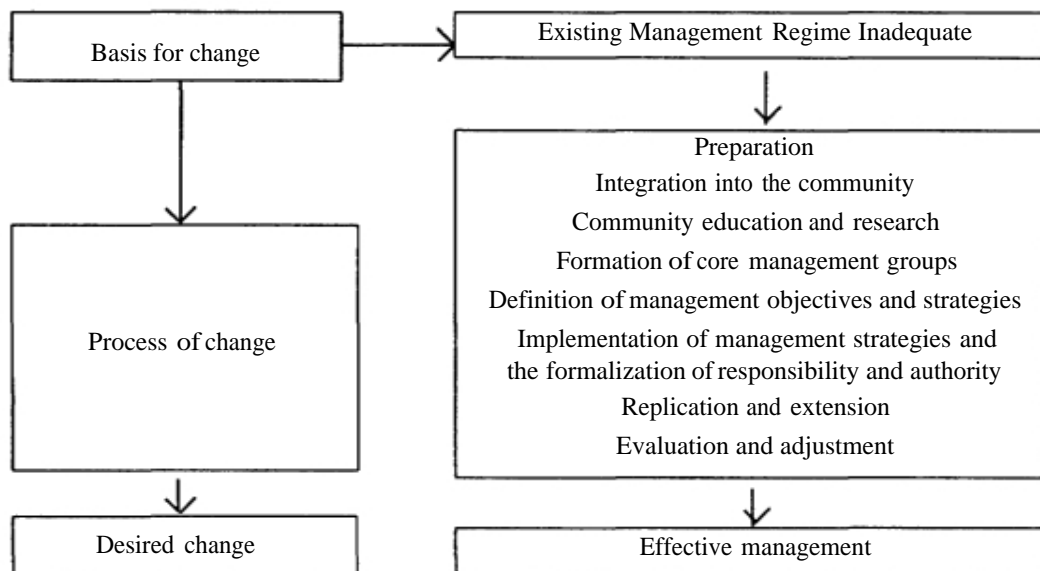 Basis for change
Existing Management Regime Inadequate
Process of change
Preparation
Integration into the community
Community education and research
Formation of core management groups
Definition of management objectives and strategies
Implementation of management strategies and
the formalization of responsibility and authority
Replication and extension
Evaluation and adjustment
Desired change
Effective management